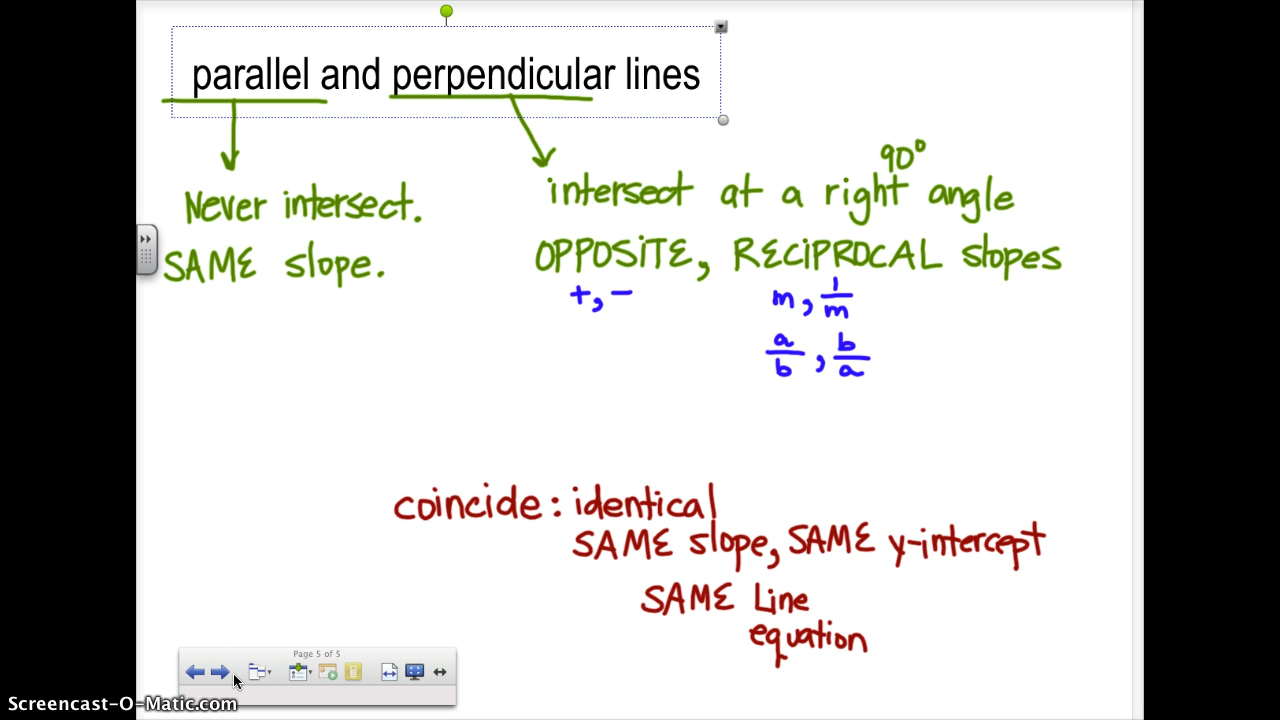 parallel and perpendicular lines
90°
Never intersect.
SAME slope.
intersect at a right angle
OPPOSITE, RECIPROCAL slopes
+, -
m, 1/m
a/b, b/a
coincide: identical
SAME slope, SAME y-intercept
SAME Line
equation
Page 5 of 5
Screencast-O-Matic.com